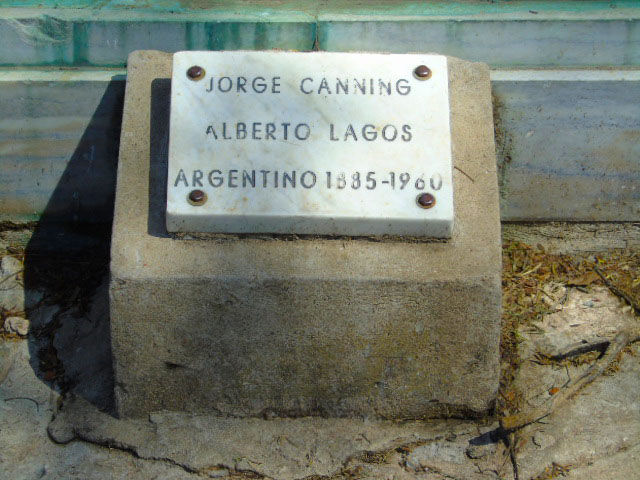 JORGE CANNING
ALBERTO LAGOS
ARGENTINO 1885-1960